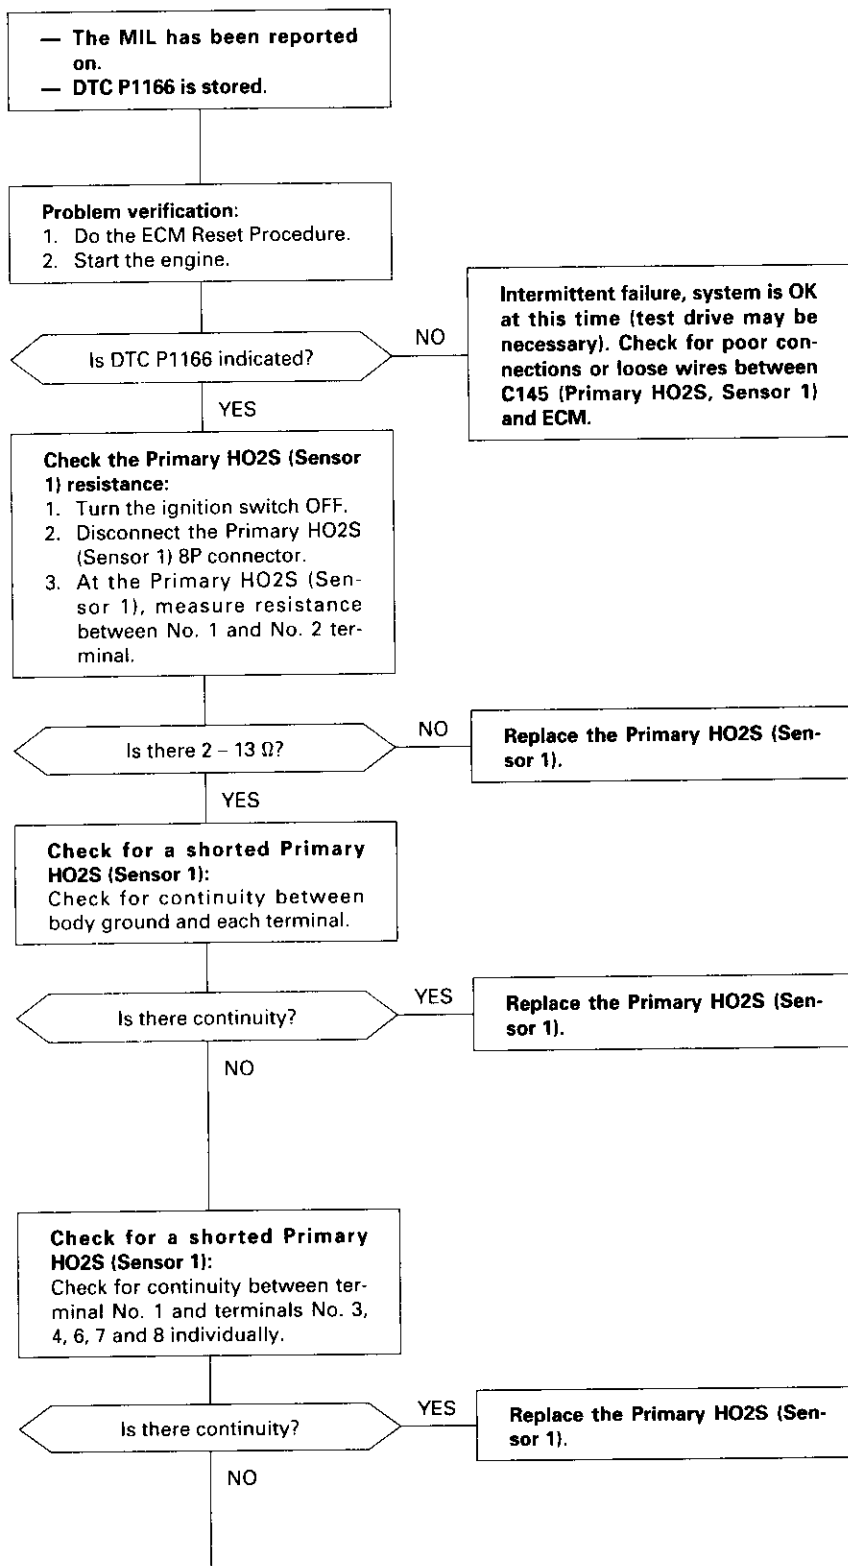 — The MIL has been reported
on.
— DTC P1166 is stored.
Problem verification:
1. Do the ECM Reset Procedure.
2. Start the engine.
Is DTC P1166 indicated?
NO
Intermittent failure, system is OK
at this time (test drive may be
necessary). Check for poor con-
nections or loose wires between
C145 (Primary HO2S, Sensor 1)
and ECM.
YES
Check the Primary HO2S (Sensor
1) resistance:
1. Turn the ignition switch OFF.
2. Disconnect the Primary HO2S
(Sensor 1) 8P connector.
3. At the Primary HO2S (Sen-
sor 1), measure resistance
between No. 1 and No. 2 ter-
minal.
Is there 2 – 13 Ω?
NO
Replace the Primary HO2S (Sen-
sor 1).
YES
Check for a shorted Primary
HO2S (Sensor 1):
Check for continuity between
body ground and each terminal.
Is there continuity?
YES
Replace the Primary HO2S (Sen-
sor 1).
NO
Check for a shorted Primary
HO2S (Sensor 1):
Check for continuity between ter-
minal No. 1 and terminals No. 3,
4, 6, 7 and 8 individually.
Is there continuity?
YES
Replace the Primary HO2S (Sen-
sor 1).
NO